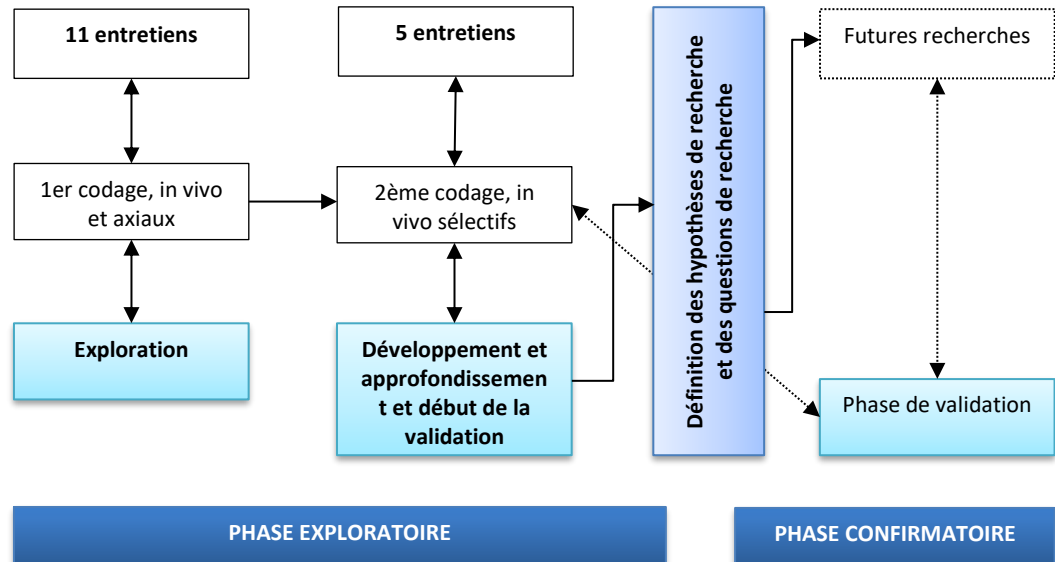 11 entretiens
5 entretiens
Futures recherches
1er codage, in vivo
et axiaux
2ème codage, in
vivo sélectifs
Définition des hypothèses de recherche
et des questions de recherche
Exploration
Développement et
approfondissemen
t et début de la
validation
Phase de validation
PHASE EXPLORATOIRE
PHASE CONFIRMATOIRE